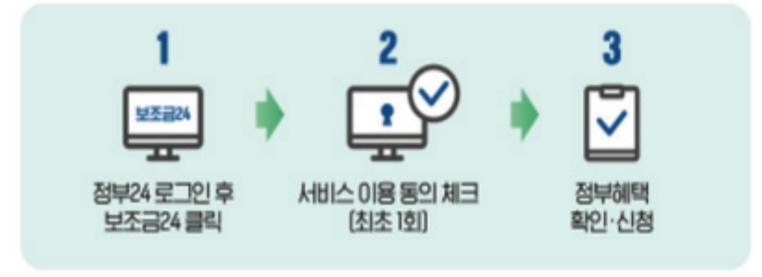 1
2
3
보조금24
정부24 로그인 후
보조금24 클릭
서비스 이용 동의 체크
(최초 1회)
정부혜택
확인·신청